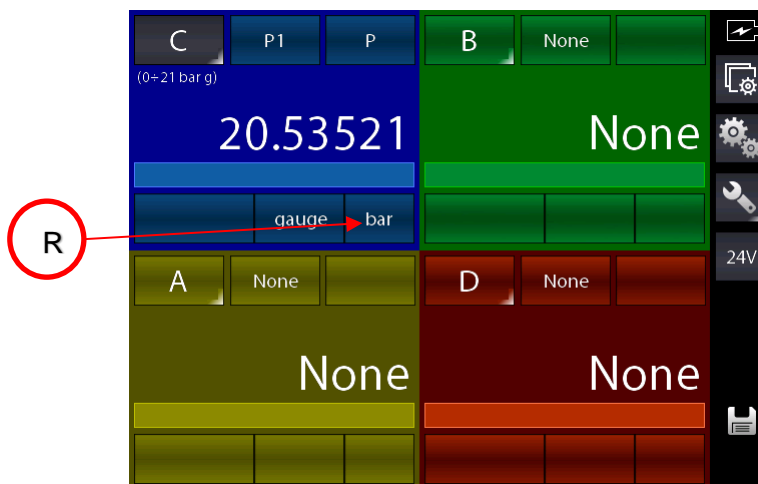 C P1 P
(0÷21 bar g)
20.53521
gauge bar
B None
None
R
A None
None
D None
None
24V